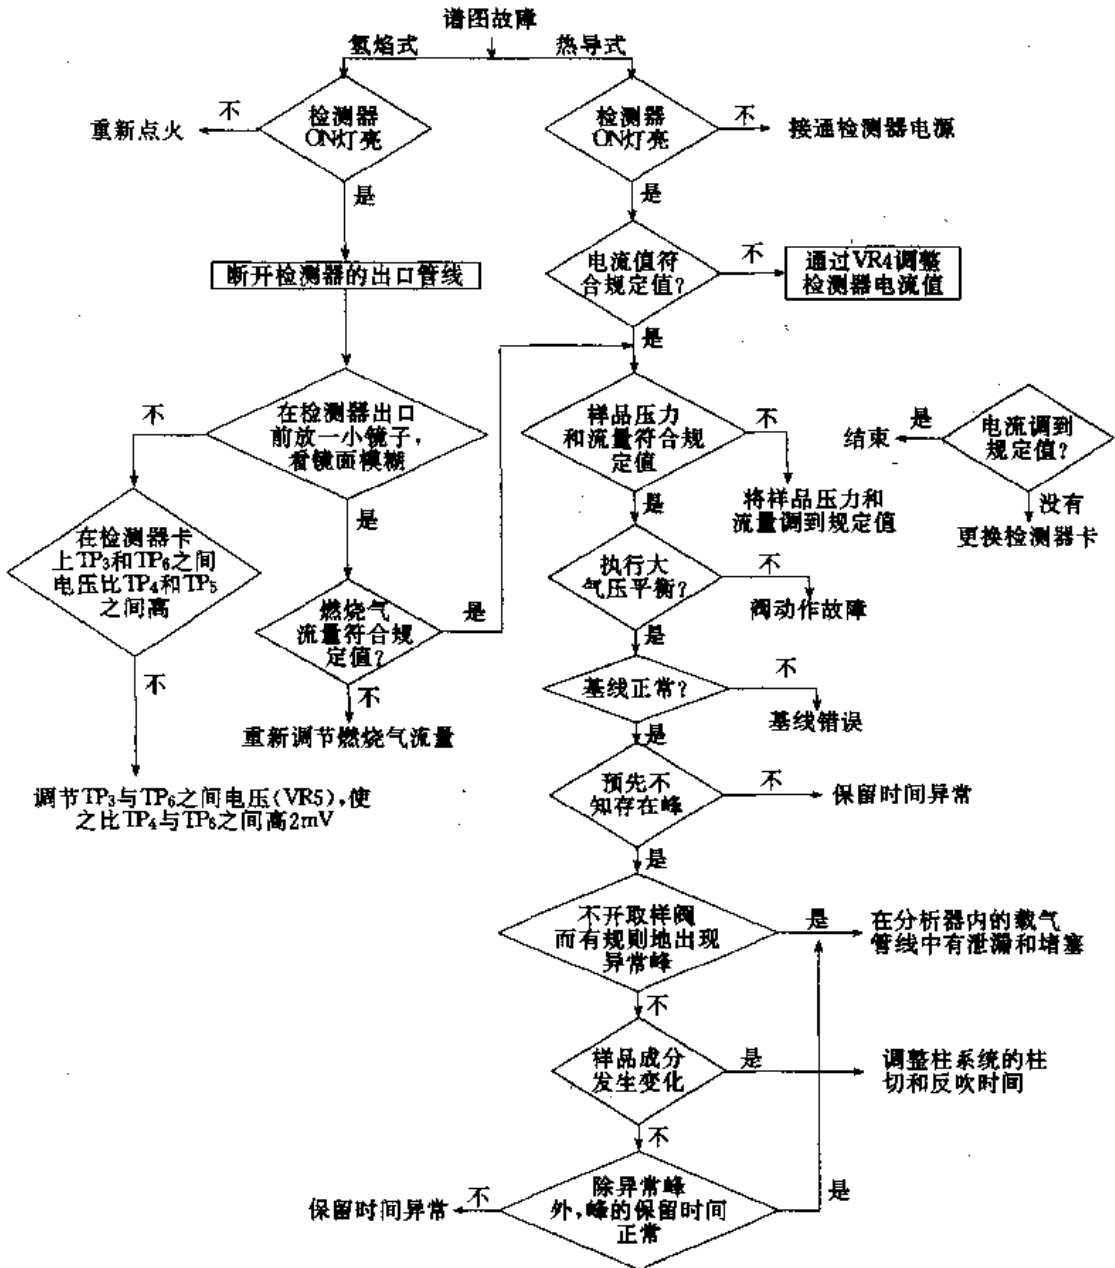 谱图故障
氢焰式
热导式
检测器
ON灯亮
不
重新点火
是
检测器
ON灯亮
不
接通检测器电源
是
断开检测器的出口管线
电流值符
合规定值?
不
通过VR4调整
检测器电流值
是
在检测器出口
前放一小镜子,
看镜面模糊
不
是
样品压力
和流量符合规
定值
不
将样品压力和
流量调到规定值
是
电流调到
规定值?
是
结束
没有
更换检测器卡
在检测器卡
上TP₃和TP₆之间
电压比TP₄和TP₅
之间高
不
调节TP₃与TP₆之间电压(VR5),使
之比TP₄与TP₅之间高2mV
燃烧气
流量符合规
定值?
是
不
重新调节燃烧气流量
执行大
气压平衡?
不
阀动作故障
是
基线正常?
不
基线错误
是
预先不
知存在峰
不
保留时间异常
是
不开取样阀
而有规则地出现
异常峰
是
在分析器内的载气
管线中有泄漏和堵塞
不
样品成分
发生变化
是
调整柱系统的柱
切和反吹时间
不
除异常峰
外,峰的保留时间
正常
不
保留时间异常
是